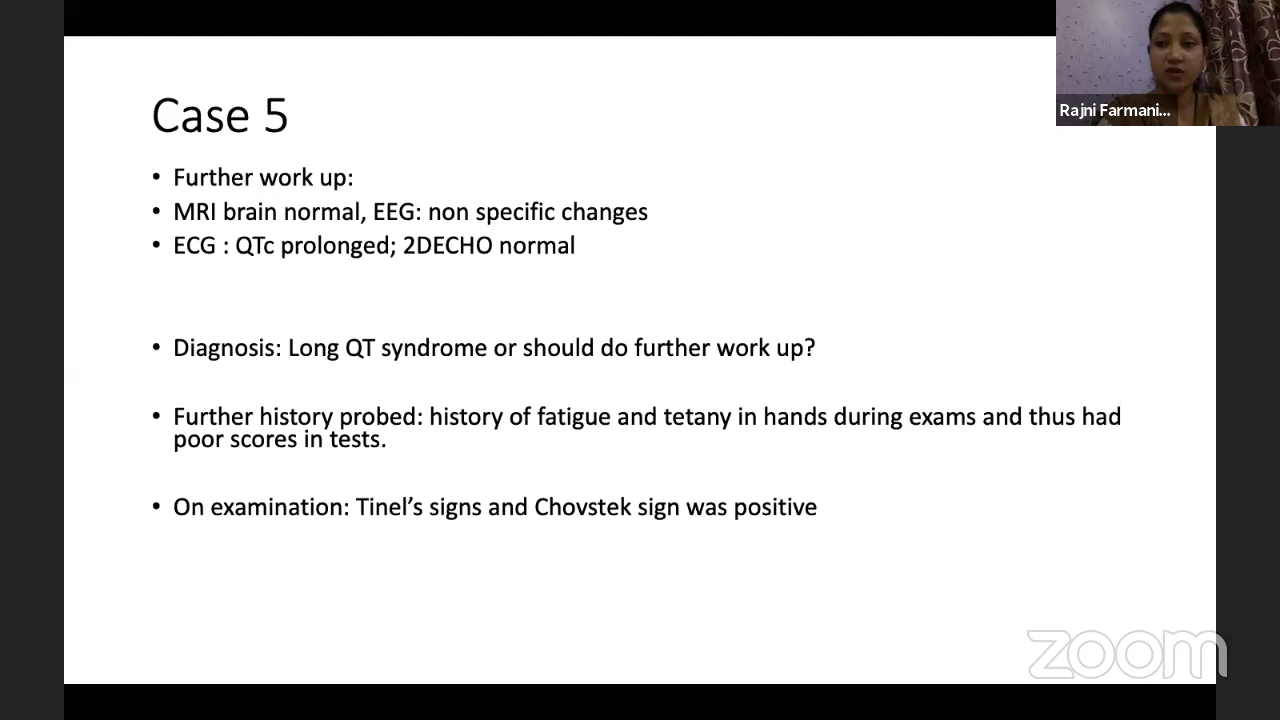 Case 5
• Further work up:
• MRI brain normal, EEG: non specific changes
• ECG : QTc prolonged; 2DECHO normal
• Diagnosis: Long QT syndrome or should do further work up?
• Further history probed: history of fatigue and tetany in hands during exams and thus had
poor scores in tests.
• On examination: Tinel’s signs and Chovstek sign was positive
Rajni Farmani...
zoom